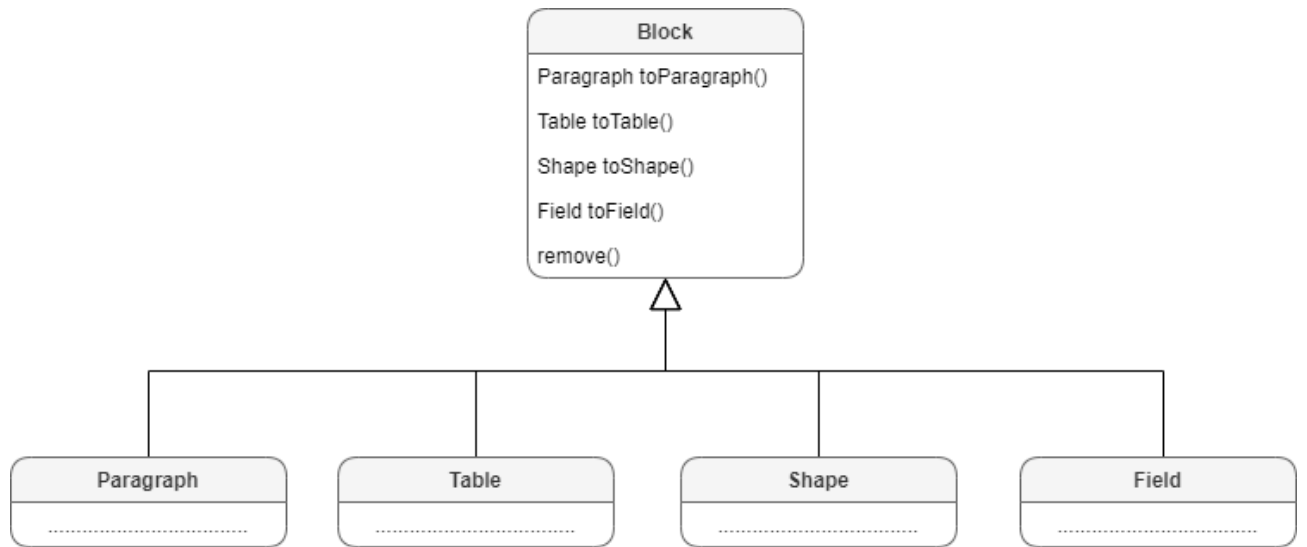 Block
Paragraph toParagraph()
Table toTable()
Shape toShape()
Field toField()
remove()
Paragraph
Table
Shape
Field